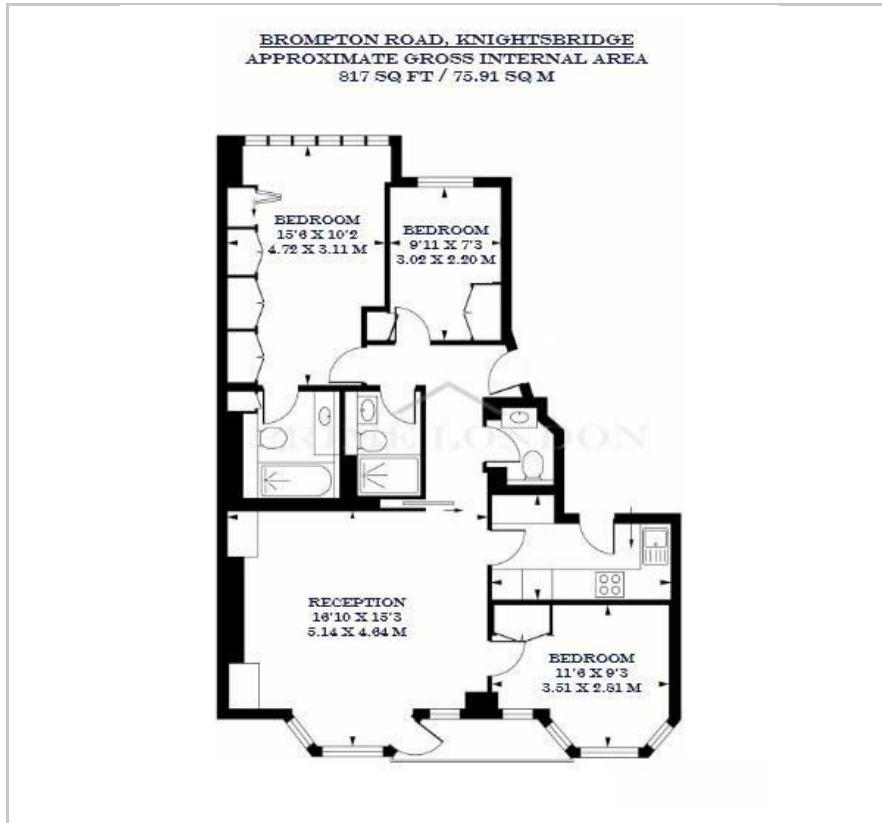 BROMPTON ROAD, KNIGHTSBRIDGE
APPROXIMATE GROSS INTERNAL AREA
817 SQ FT / 75.91 SQ M
BEDROOM
15'6 X 10'2
4.72 X 3.11 M
BEDROOM
9'11 X 7'3
3.02 X 2.20 M
PRIME LONDON
RECEPTION
16'10 X 15'3
5.14 X 4.64 M
BEDROOM
11'6 X 9'3
3.51 X 2.81 M